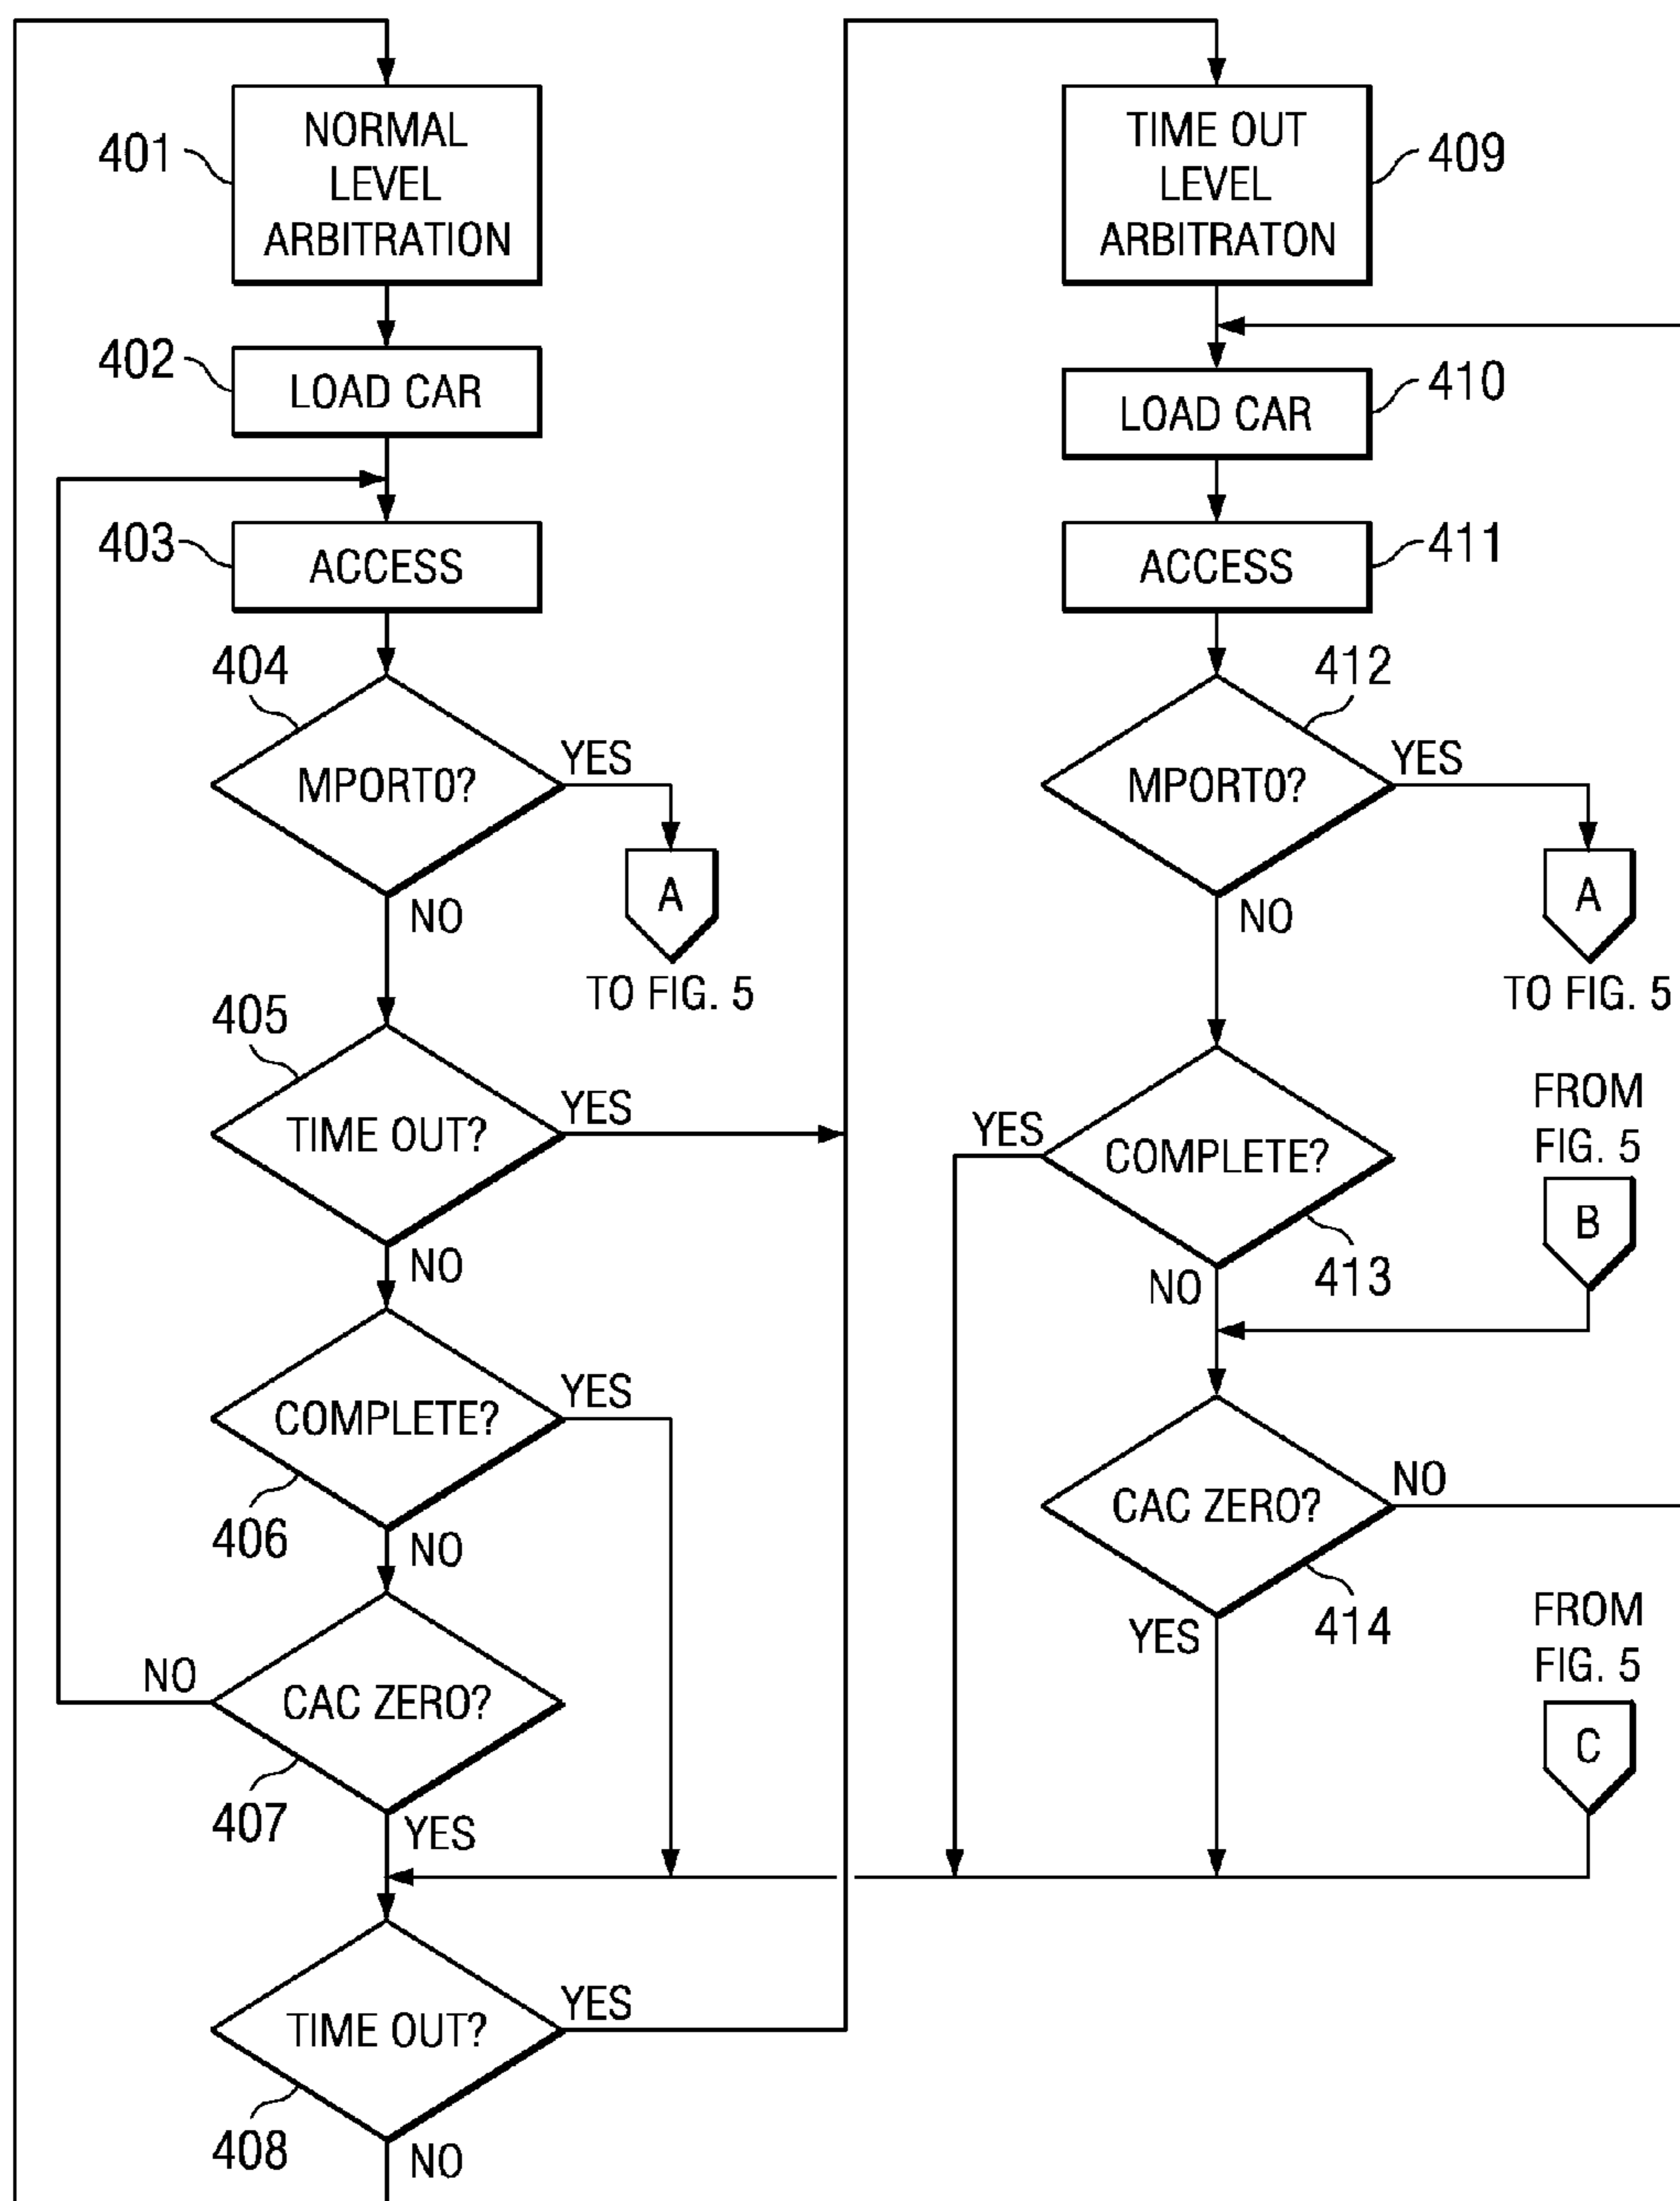 401
NORMAL
LEVEL
ARBITRATION
402
LOAD CAR
403
ACCESS
404
MPORT0?
YES
NO
A
TO FIG. 5
405
TIME OUT?
YES
NO
406
COMPLETE?
YES
NO
407
CAC ZERO?
NO
YES
408
TIME OUT?
YES
NO
409
TIME OUT
LEVEL
ARBITRATON
410
LOAD CAR
411
ACCESS
412
MPORT0?
YES
NO
A
TO FIG. 5
413
COMPLETE?
YES
NO
FROM
FIG. 5
B
414
CAC ZERO?
NO
YES
FROM
FIG. 5
C